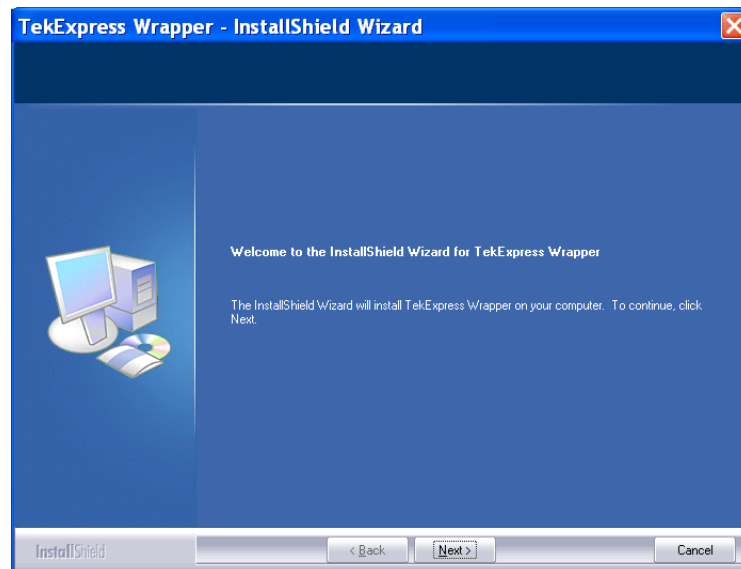 TekExpress Wrapper - InstallShield Wizard
Welcome to the InstallShield Wizard for TekExpress Wrapper
The InstallShield Wizard will install TekExpress Wrapper on your computer. To continue, click
Next.
InstallShield
< Back
Next >
Cancel